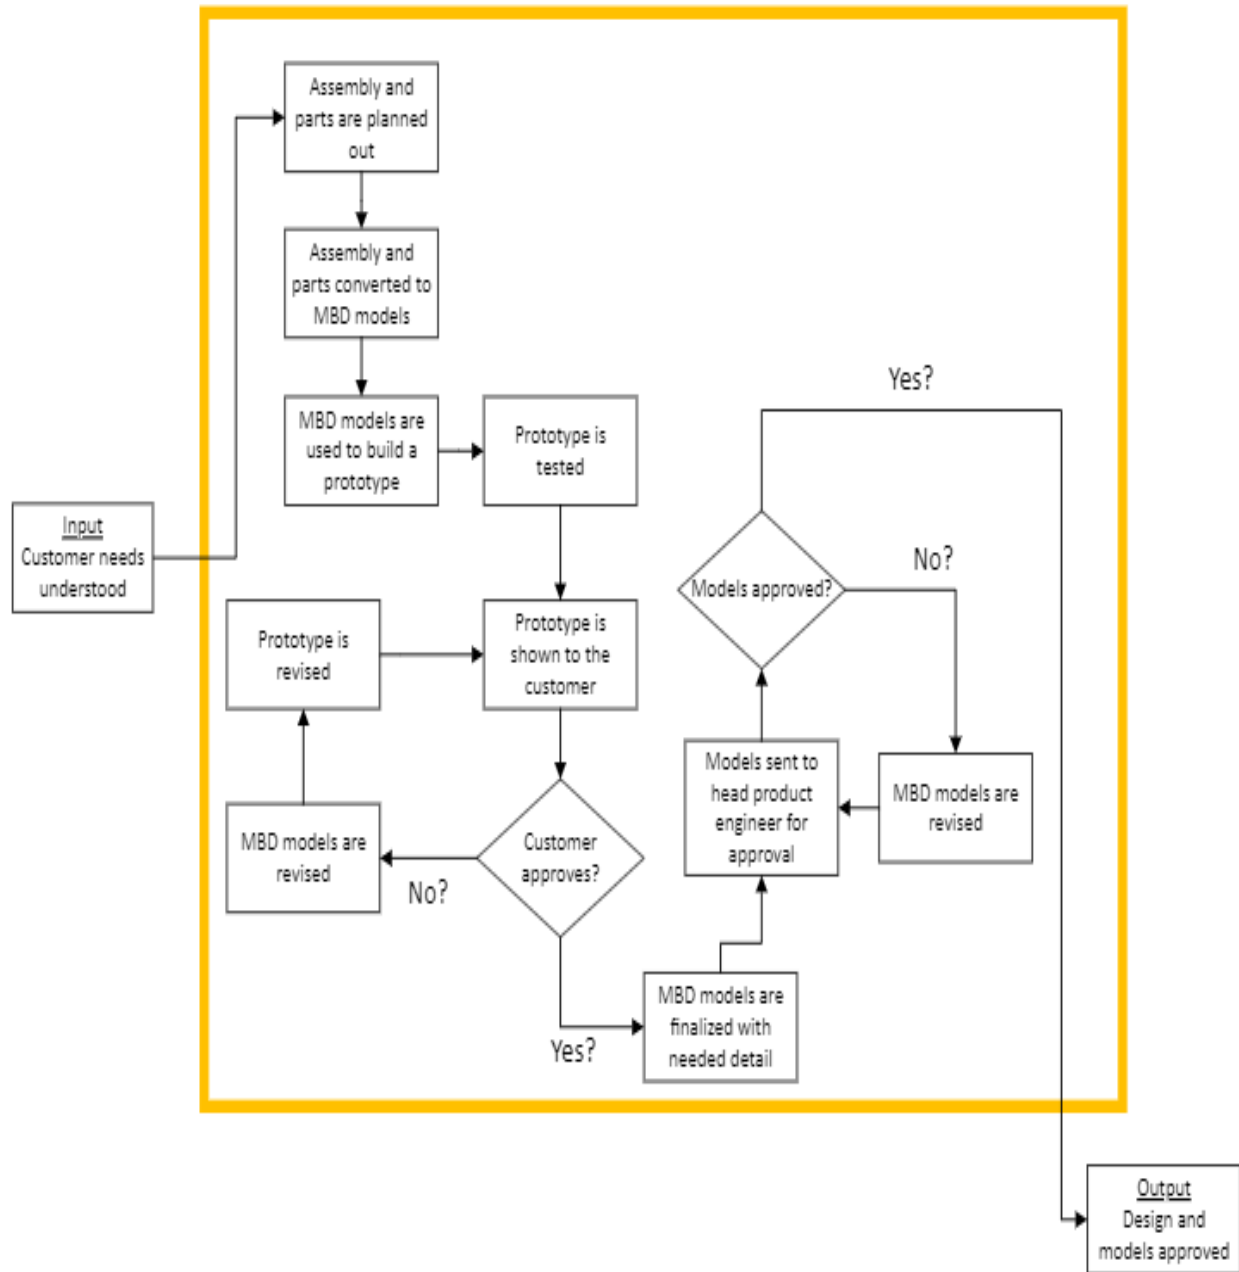 Assembly and
parts are planned
out
Assembly and
parts converted to
MBD models
MBD models are
used to build a
prototype
Prototype is
tested
Input
Customer needs
understood
Prototype is
revised
Prototype is
shown to the
customer
MBD models are
revised
Customer
approves?
No?
Yes?
MBD models are
finalized with
needed detail
Models sent to
head product
engineer for
approval
Models approved?
No?
MBD models are
revised
Yes?
Output
Design and
models approved